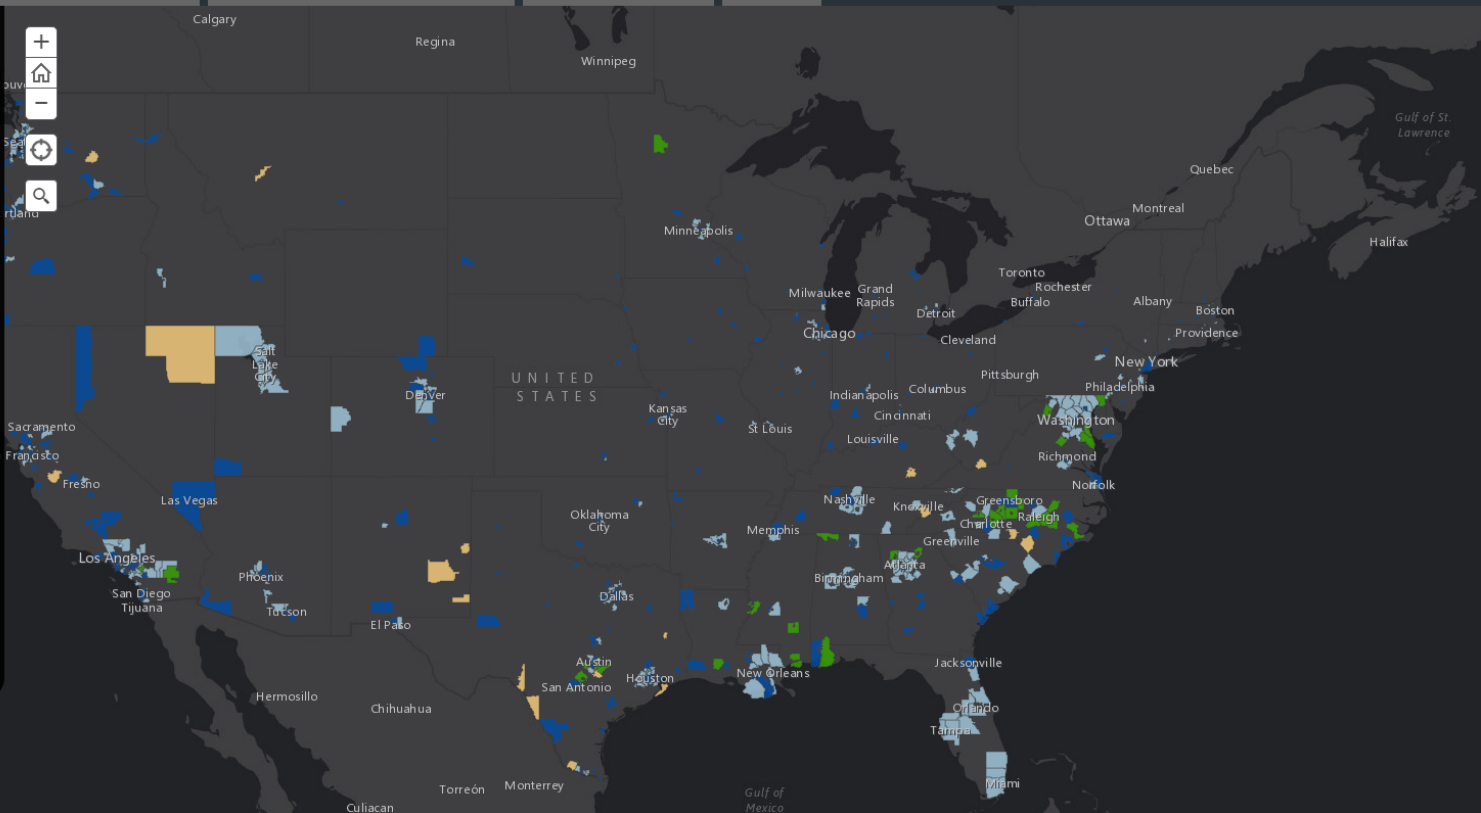 Calgary
Regina
Winnipeg
Gulf of St.
Lawrence
Quebec
Montreal
Ottawa
Halifax
Minneapolis
Toronto
Rochester
Buffalo
Milwaukee
Grand
Rapids
Detroit
Albany
Boston
Providence
Chicago
Cleveland
Salt
Lake
City
New York
Pittsburgh
Philadelphia
UNITED
STATES
Denver
Indianapolis
Columbus
Kansas
City
Cincinnati
Washington
St Louis
Louisville
Sacramento
Francisco
Richmond
Fresno
Norfolk
Las Vegas
Nashville
Knoxville
Greensboro
Raleigh
Oklahoma
City
Memphis
Charlotte
Greenville
Los Angeles
Atlanta
Phoenix
Birmingham
San Diego
Tijuana
Tucson
Dallas
El Paso
Austin
Jacksonville
New Orleans
Houston
San Antonio
Hermosillo
Chihuahua
Orlando
Tampa
Miami
Torreón
Monterrey
Gulf of
Mexico
Culiacan